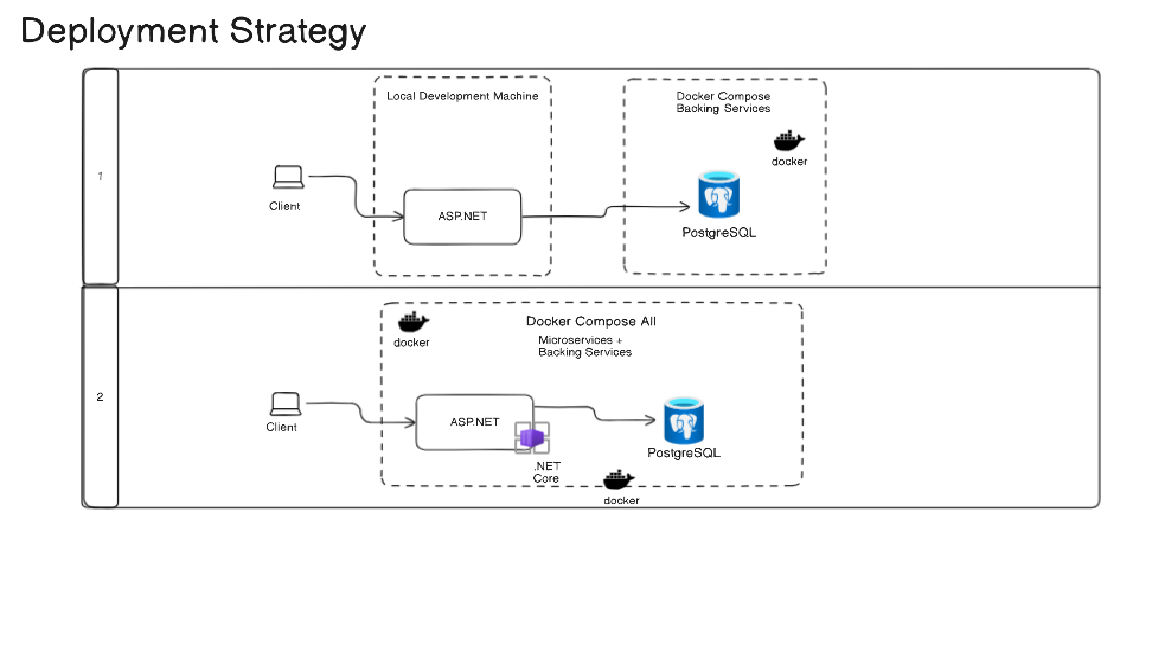 Deployment Strategy
1
Local Development Machine
Docker Compose
Backing Services
docker
Client
ASP.NET
PostgreSQL
2
docker
Docker Compose All
Microservices +
Backing Services
Client
ASP.NET
.NET
Core
PostgreSQL
docker